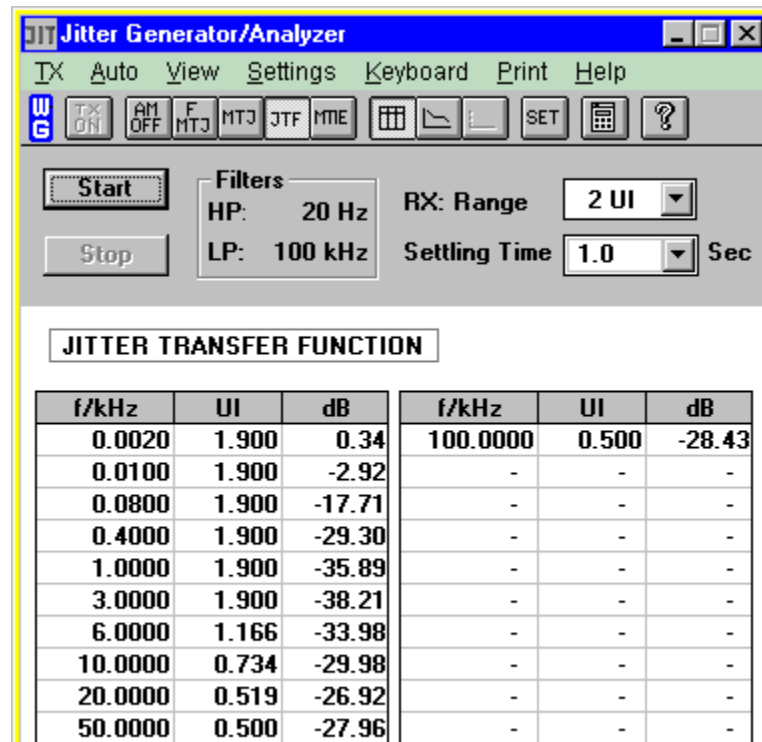 JIT Jitter Generator/Analyzer
TX Auto View Settings Keyboard Print Help
WG TX ON AM OFF F MTJ MTJ JTF MTIE SET ?
Start Filters
HP: 20 Hz RX: Range 2 UI
Stop LP: 100 kHz Settling Time 1.0 Sec
JITTER TRANSFER FUNCTION
f/kHz UI dB f/kHz UI dB
0.0020 1.900 0.34 100.0000 0.500 -28.43
0.0100 1.900 -2.92 - - -
0.0800 1.900 -17.71 - - -
0.4000 1.900 -29.30 - - -
1.0000 1.900 -35.89 - - -
3.0000 1.900 -38.21 - - -
6.0000 1.166 -33.98 - - -
10.0000 0.734 -29.98 - - -
20.0000 0.519 -26.92 - - -
50.0000 0.500 -27.96 - - -